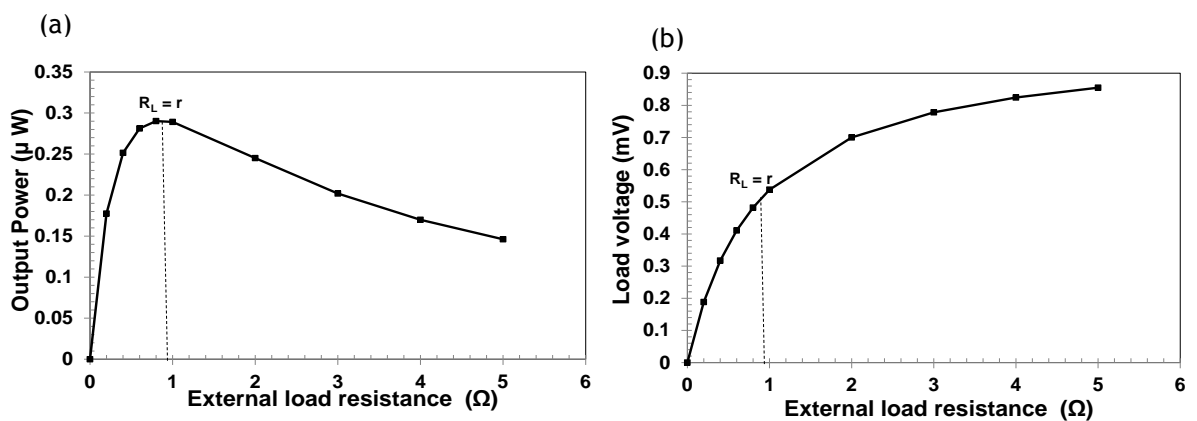 (a)
0.35
0.3
0.25
0.2
0.15
0.1
0.05
0
Output Power (µ W)
R_L = r
0 1 2 3 4 5 6
External load resistance (Ω)
(b)
0.9
0.8
0.7
0.6
0.5
0.4
0.3
0.2
0.1
0
Load voltage (mV)
R_L = r
0 1 2 3 4 5 6
External load resistance (Ω)